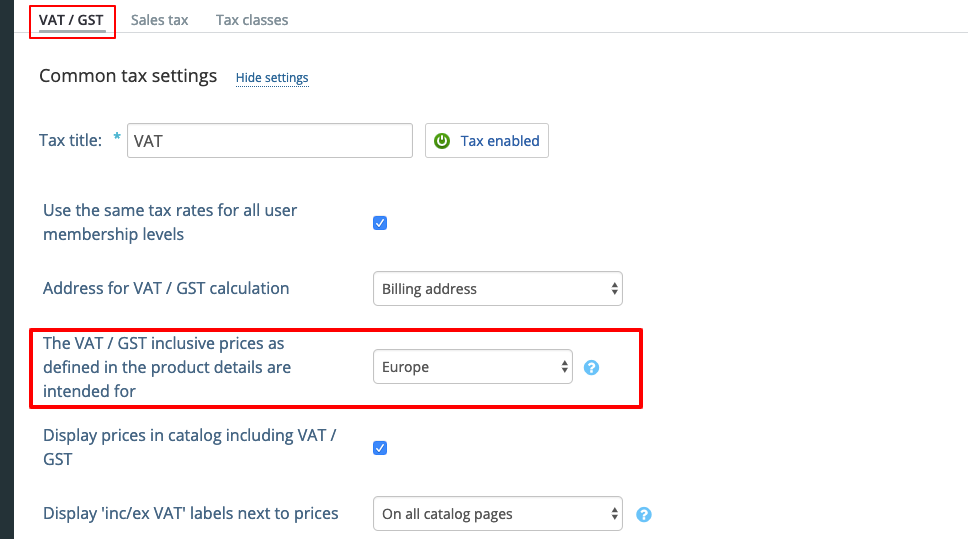 VAT / GST Sales tax Tax classes
Common tax settings Hide settings
Tax title: * VAT Tax enabled
Use the same tax rates for all user
membership levels
Address for VAT / GST calculation Billing address
The VAT / GST inclusive prices as
defined in the product details are
intended for
Europe ?
Display prices in catalog including VAT /
GST
Display 'inc/ex VAT' labels next to prices On all catalog pages ?